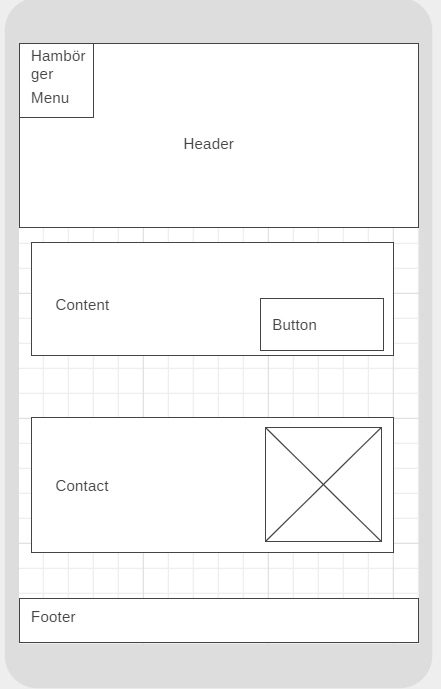 Hambör
ger
Menu
Header
Content
Button
Contact
Footer